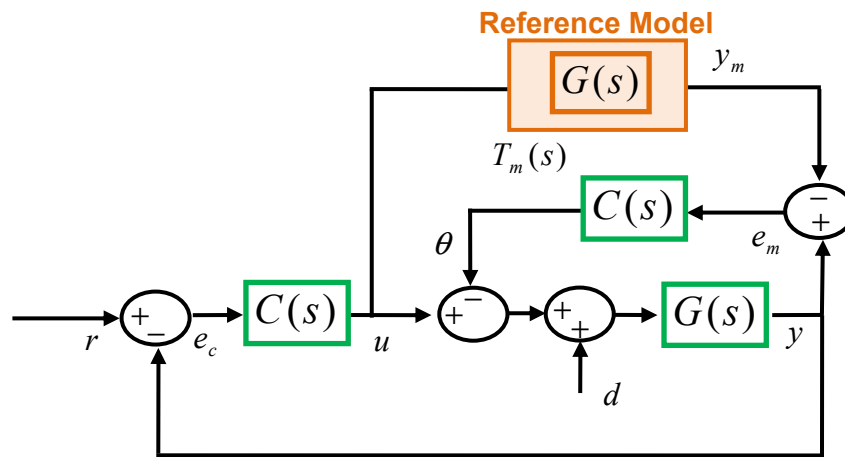 Reference Model
G(s)
y_m
T_m(s)
C(s)
e_m
θ
−
+
−
+
−
+
−
+
+
r
e_c
C(s)
u
G(s)
y
d